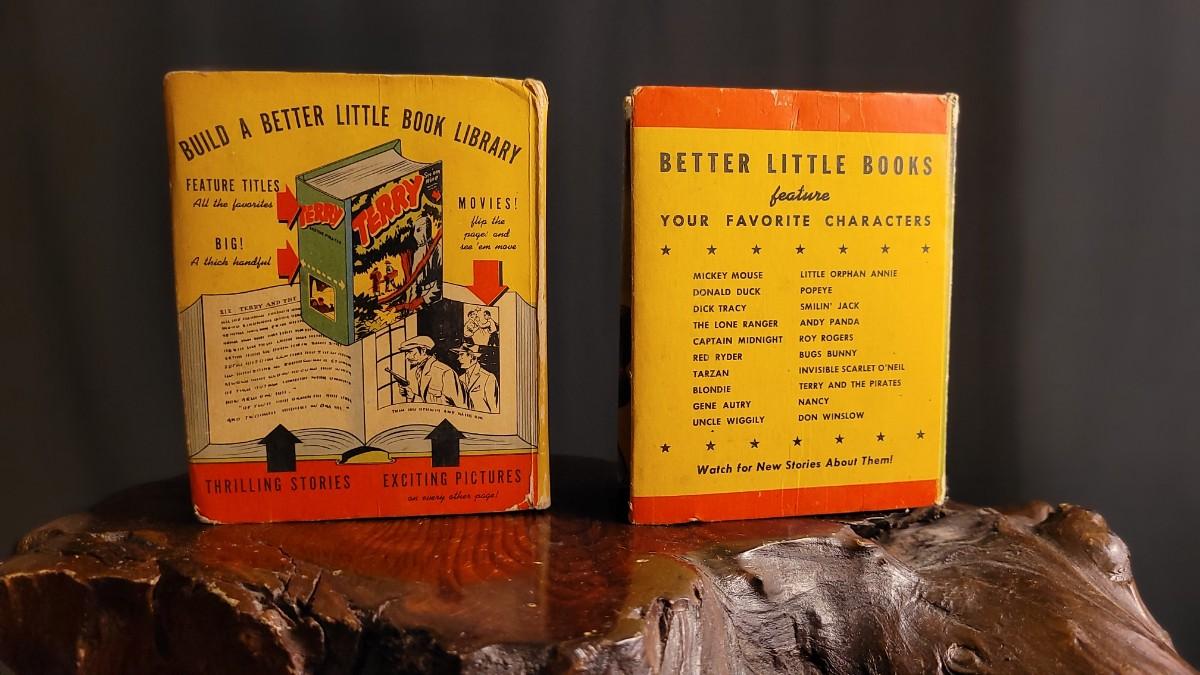 BUILD A BETTER LITTLE BOOK LIBRARY
FEATURE TITLES
All the favorites
BIG!
A thick handful
TERRY
TERRY
MOVIES!
flip the
pages and
see 'em move
XIX TERRY AND THE
THRILLING STORIES
EXCITING PICTURES
on every other page!
BETTER LITTLE BOOKS
feature
YOUR FAVORITE CHARACTERS
MICKEY MOUSE
DONALD DUCK
DICK TRACY
THE LONE RANGER
CAPTAIN MIDNIGHT
RED RYDER
TARZAN
BLONDIE
GENE AUTRY
UNCLE WIGGILY
LITTLE ORPHAN ANNIE
POPEYE
SMILIN' JACK
ANDY PANDA
ROY ROGERS
BUGS BUNNY
INVISIBLE SCARLET O'NEIL
TERRY AND THE PIRATES
NANCY
DON WINSLOW
Watch for New Stories About Them!